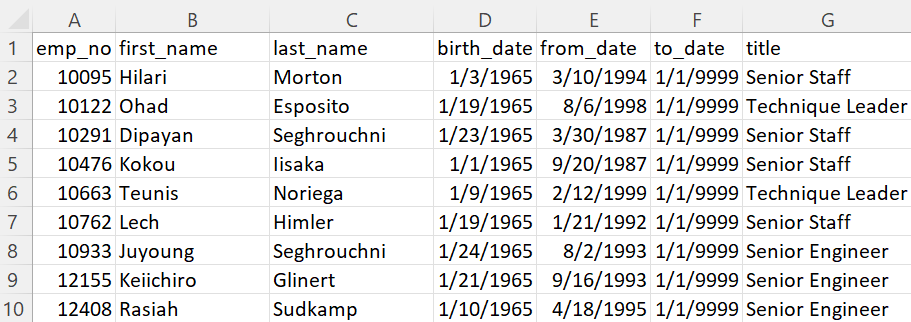 A B C D E F G
1 emp_no first_name last_name birth_date from_date to_date title
2 10095 Hilari Morton 1/3/1965 3/10/1994 1/1/9999 Senior Staff
3 10122 Ohad Esposito 1/19/1965 8/6/1998 1/1/9999 Technique Leader
4 10291 Dipayan Seghrouchni 1/23/1965 3/30/1987 1/1/9999 Senior Staff
5 10476 Kokou Iisaka 1/1/1965 9/20/1987 1/1/9999 Senior Staff
6 10663 Teunis Noriega 1/9/1965 2/12/1999 1/1/9999 Technique Leader
7 10762 Lech Himler 1/19/1965 1/21/1992 1/1/9999 Senior Staff
8 10933 Juyoung Seghrouchni 1/24/1965 8/2/1993 1/1/9999 Senior Engineer
9 12155 Keiichiro Glinert 1/21/1965 9/16/1993 1/1/9999 Senior Engineer
10 12408 Rasiah Sudkamp 1/10/1965 4/18/1995 1/1/9999 Senior Engineer